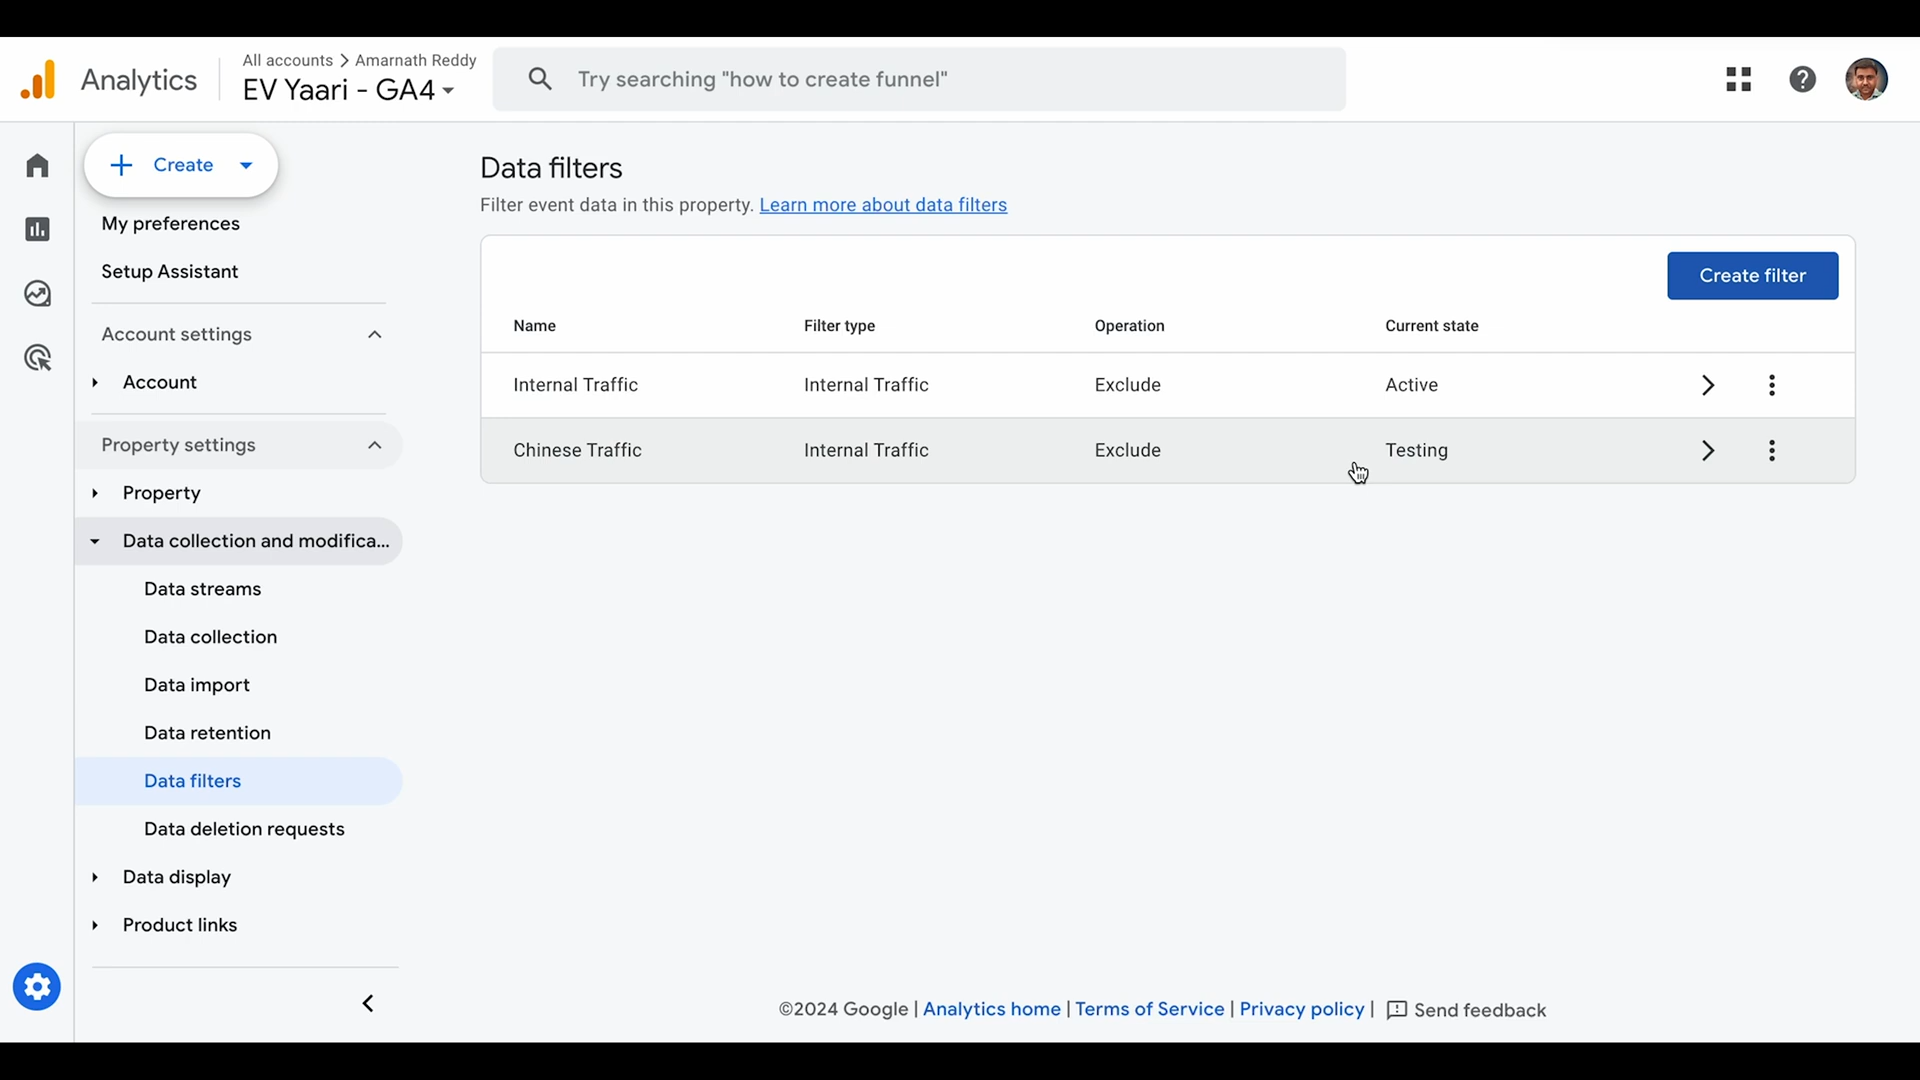 Analytics
All accounts > Amarnath Reddy
EV Yaari - GA4
Try searching "how to create funnel"
Create
My preferences
Setup Assistant
Account settings
Account
Property settings
Property
Data collection and modifica...
Data streams
Data collection
Data import
Data retention
Data filters
Data deletion requests
Data display
Product links
Data filters
Filter event data in this property. Learn more about data filters
Create filter
Name Filter type Operation Current state
Internal Traffic Internal Traffic Exclude Active
Chinese Traffic Internal Traffic Exclude Testing
©2024 Google | Analytics home | Terms of Service | Privacy policy | Send feedback